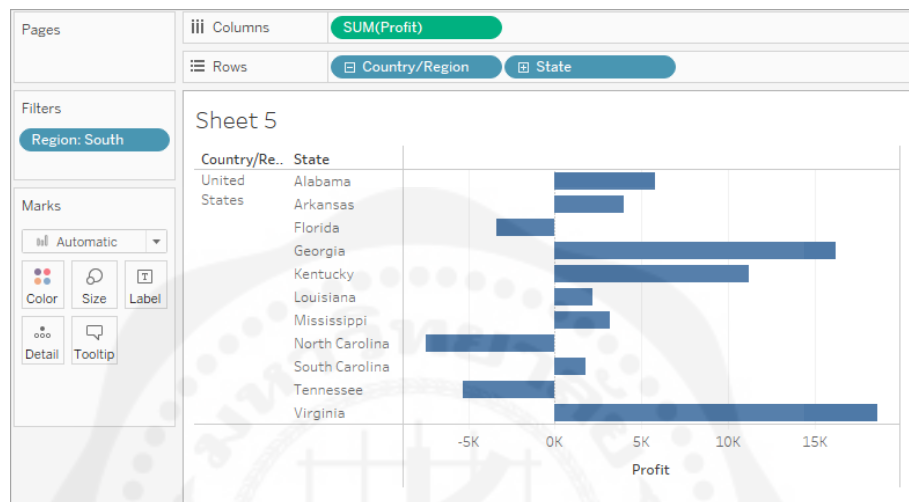 Pages
Columns
SUM(Profit)
Rows
Country/Region
State
Filters
Region: South
Marks
Automatic
Color
Size
Label
Detail
Tooltip
Sheet 5
Country/Re.. State
United States
Alabama
Arkansas
Florida
Georgia
Kentucky
Louisiana
Mississippi
North Carolina
South Carolina
Tennessee
Virginia
-5K 0K 5K 10K 15K
Profit